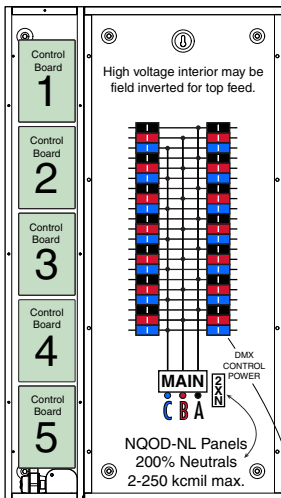 Control
Board
1
Control
Board
2
Control
Board
3
Control
Board
4
Control
Board
5
High voltage interior may be
field inverted for top feed.
DMX
CONTROL
POWER
MAIN
2XN
C B A
NQOD-NL Panels
200% Neutrals
2-250 kcmil max.